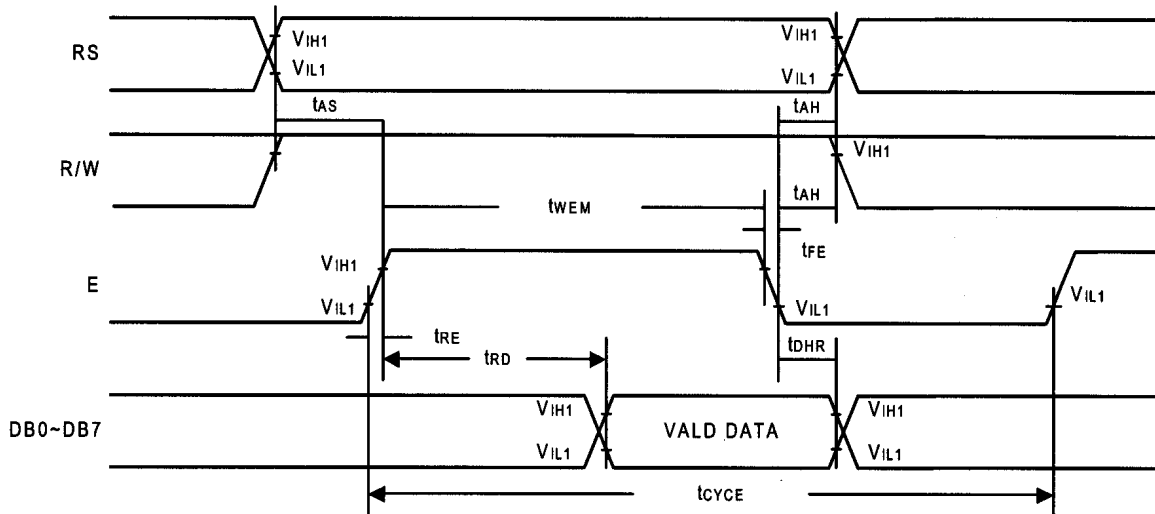 RS
VIH1
VIL1
VIH1
VIL1
tAS
tAH
R/W
VIH1
tWEM
tAH
tFE
E
VIH1
VIL1
VIL1
VIL1
tRE
tRD
tDHR
DB0~DB7
VIH1
VIL1
VALD DATA
VIH1
VIL1
tCYCE